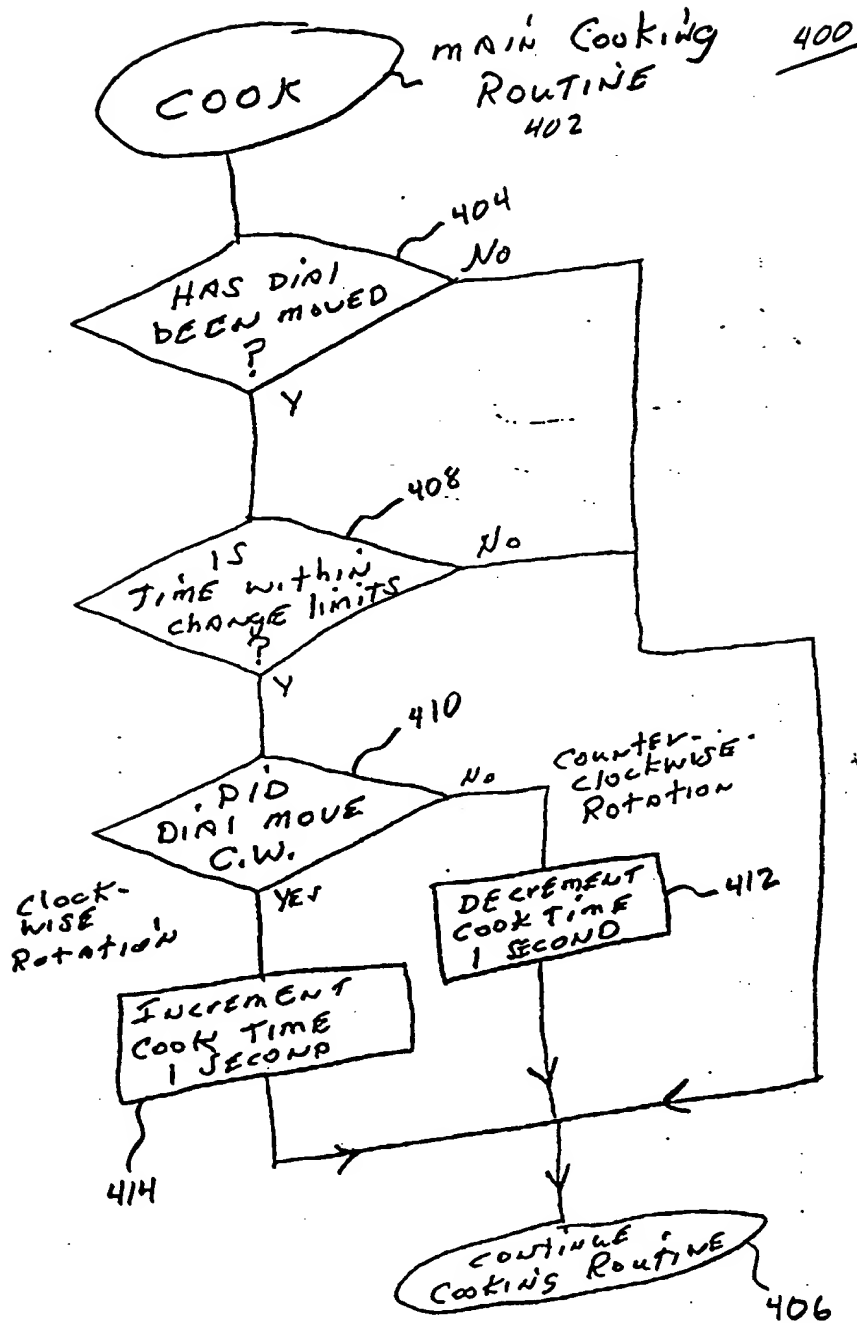 MAIN COOKING
ROUTINE
402
400
COOK
404
HAS DIAL
BEEN MOVED
?
No
Y
408
IS
TIME WITHIN
CHANGE LIMITS
?
No
Y
410
DID
DIAL MOVE
C.W.
No
COUNTER-
CLOCKWISE
ROTATION
YES
CLOCK-
WISE
ROTATION
DECREMENT
COOK TIME
1 SECOND
412
INCREMENT
COOK TIME
1 SECOND
414
CONTINUE
COOKING ROUTINE
406